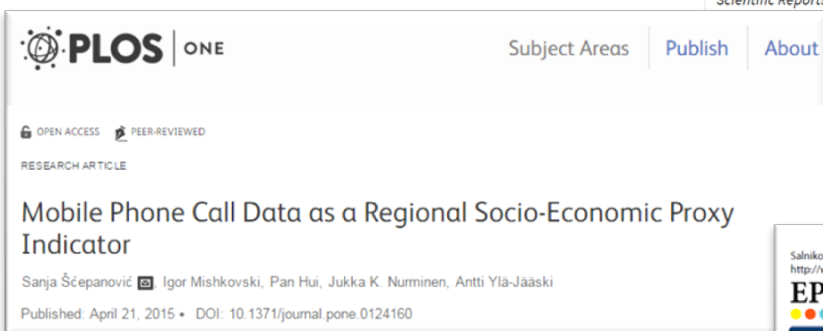 Scientific Reports
PLOS ONE
Subject Areas Publish About
OPEN ACCESS PEER-REVIEWED
RESEARCH ARTICLE
Mobile Phone Call Data as a Regional Socio-Economic Proxy
Indicator
Sanja Šćepanović, Igor Mishkovski, Pan Hui, Jukka K. Nurminen, Antti Ylä-Jääski
Published: April 21, 2015 • DOI: 10.1371/journal.pone.0124160
Salniko
http://
EP